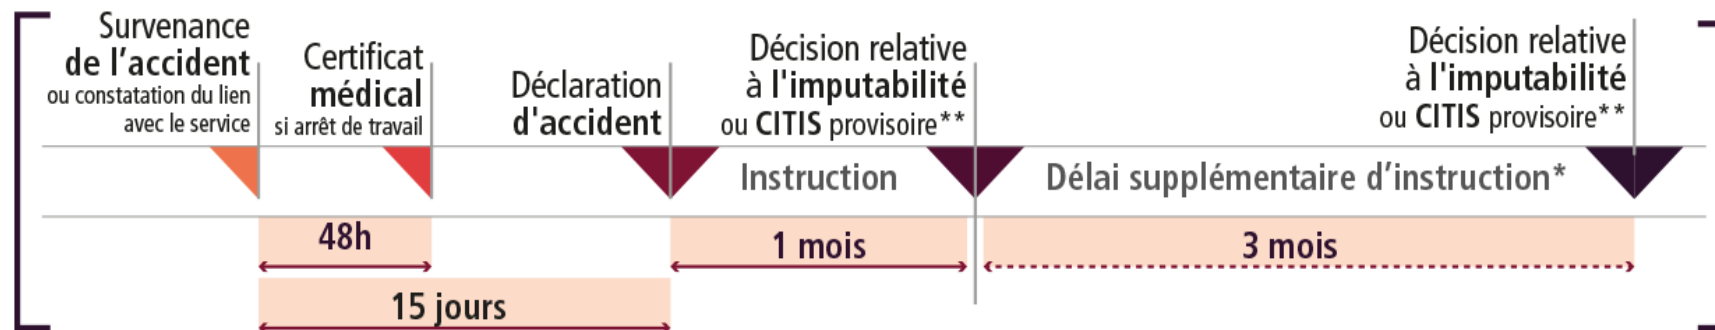 Survenance
de l'accident
ou constatation du lien
avec le service
Certificat
médical
si arrêt de travail
Déclaration
d'accident
Décision relative
à l'imputabilité
ou CITIS provisoire**
Décision relative
à l'imputabilité
ou CITIS provisoire**
Instruction
Délai supplémentaire d'instruction*
48h
1 mois
3 mois
15 jours